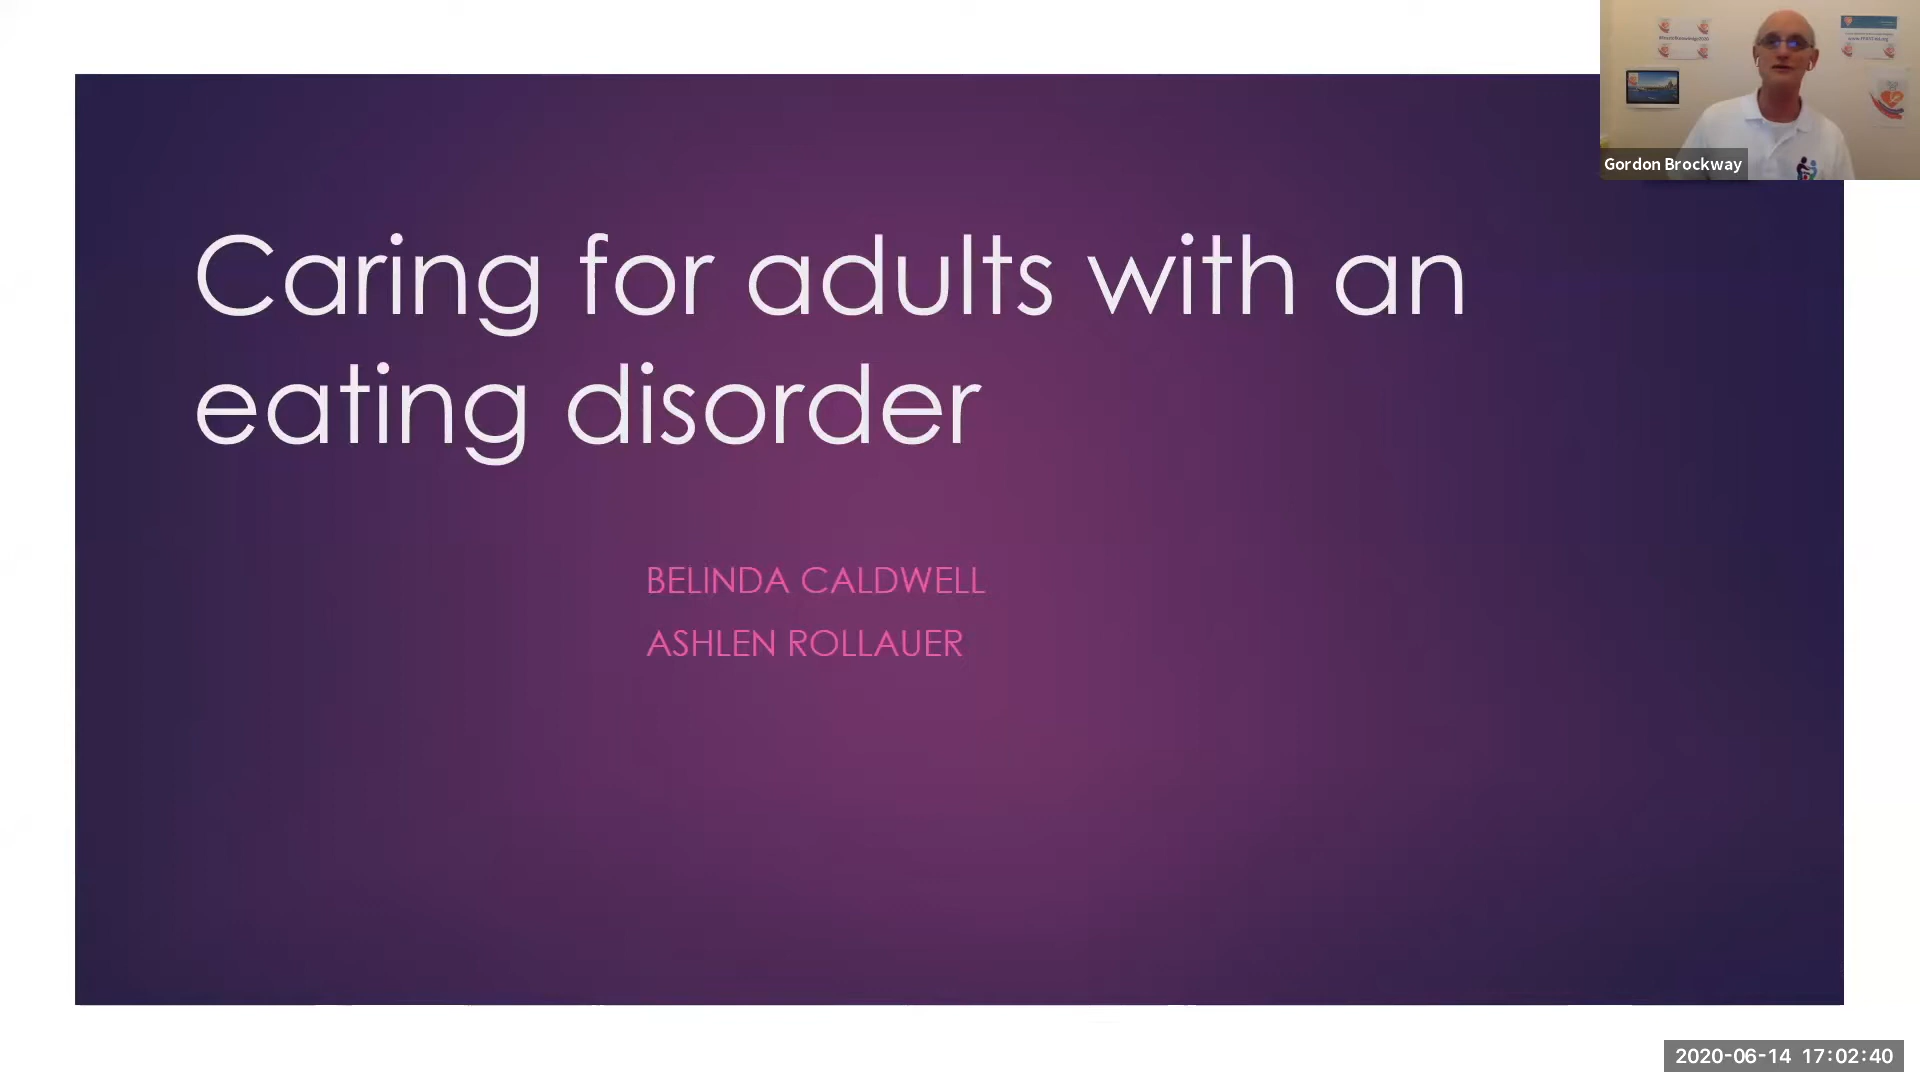 Caring for adults with an
eating disorder
BELINDA CALDWELL
ASHLEN ROLLAUER
Gordon Brockway
2020-06-14 17:02:40